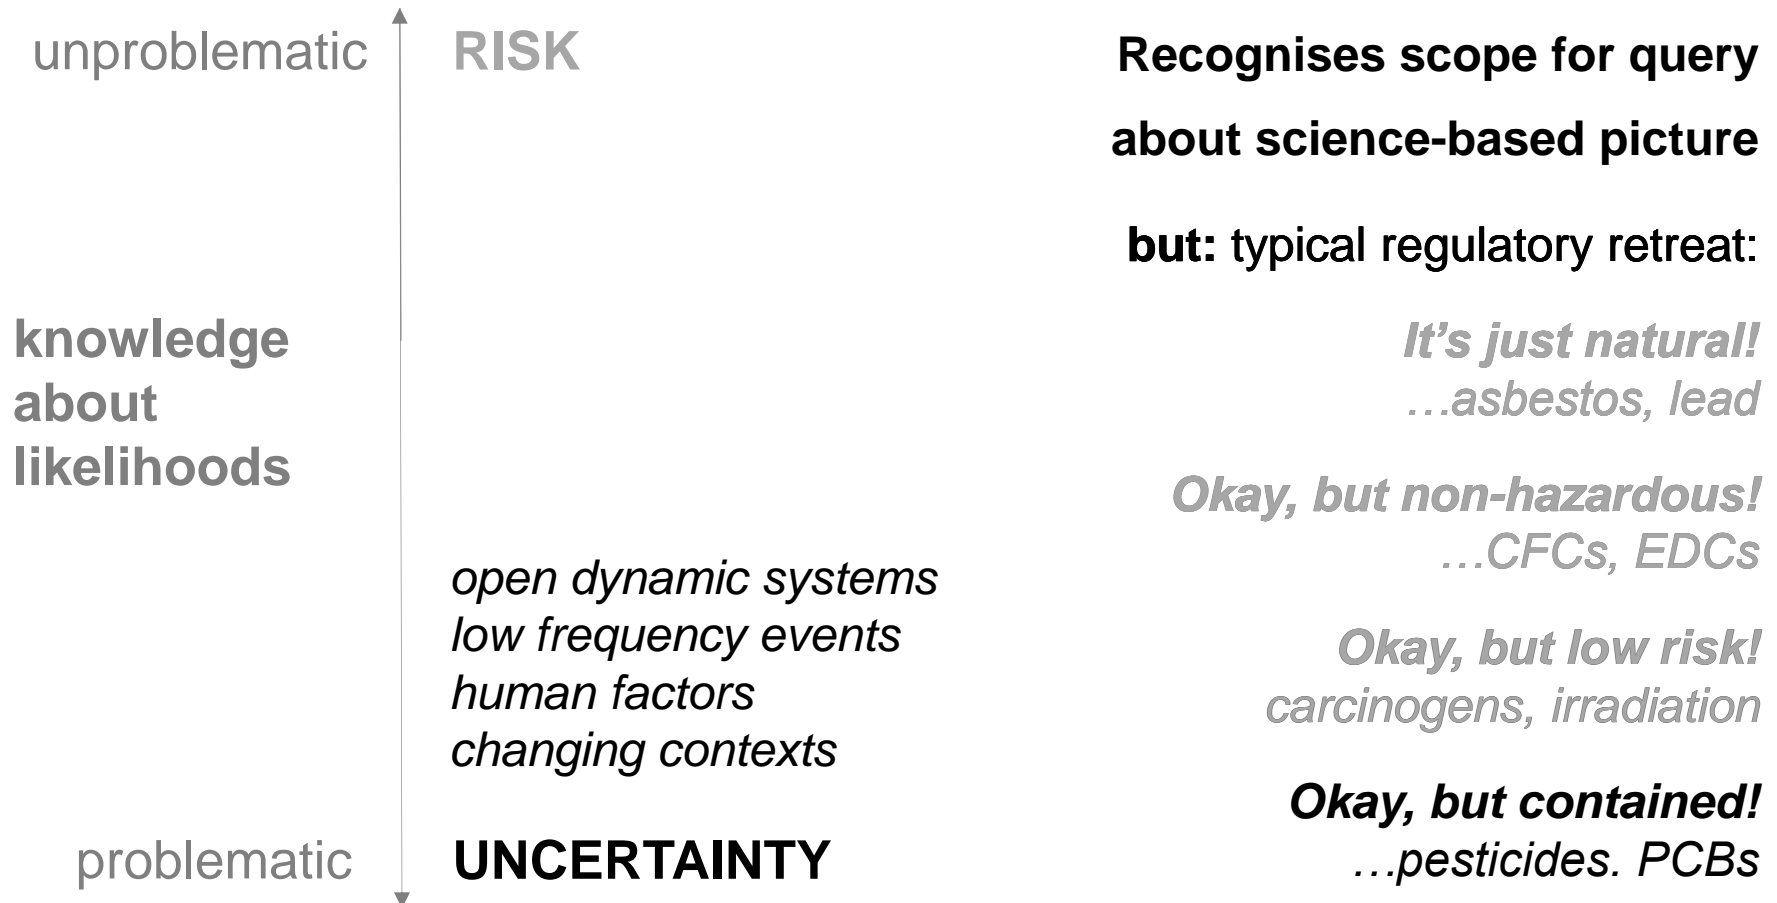 unproblematic
RISK
knowledge
about
likelihoods
open dynamic systems
low frequency events
human factors
changing contexts
problematic
UNCERTAINTY
Recognises scope for query
about science-based picture
but: typical regulatory retreat:
It’s just natural!
…asbestos, lead
Okay, but non-hazardous!
…CFCs, EDCs
Okay, but low risk!
carcinogens, irradiation
Okay, but contained!
…pesticides. PCBs